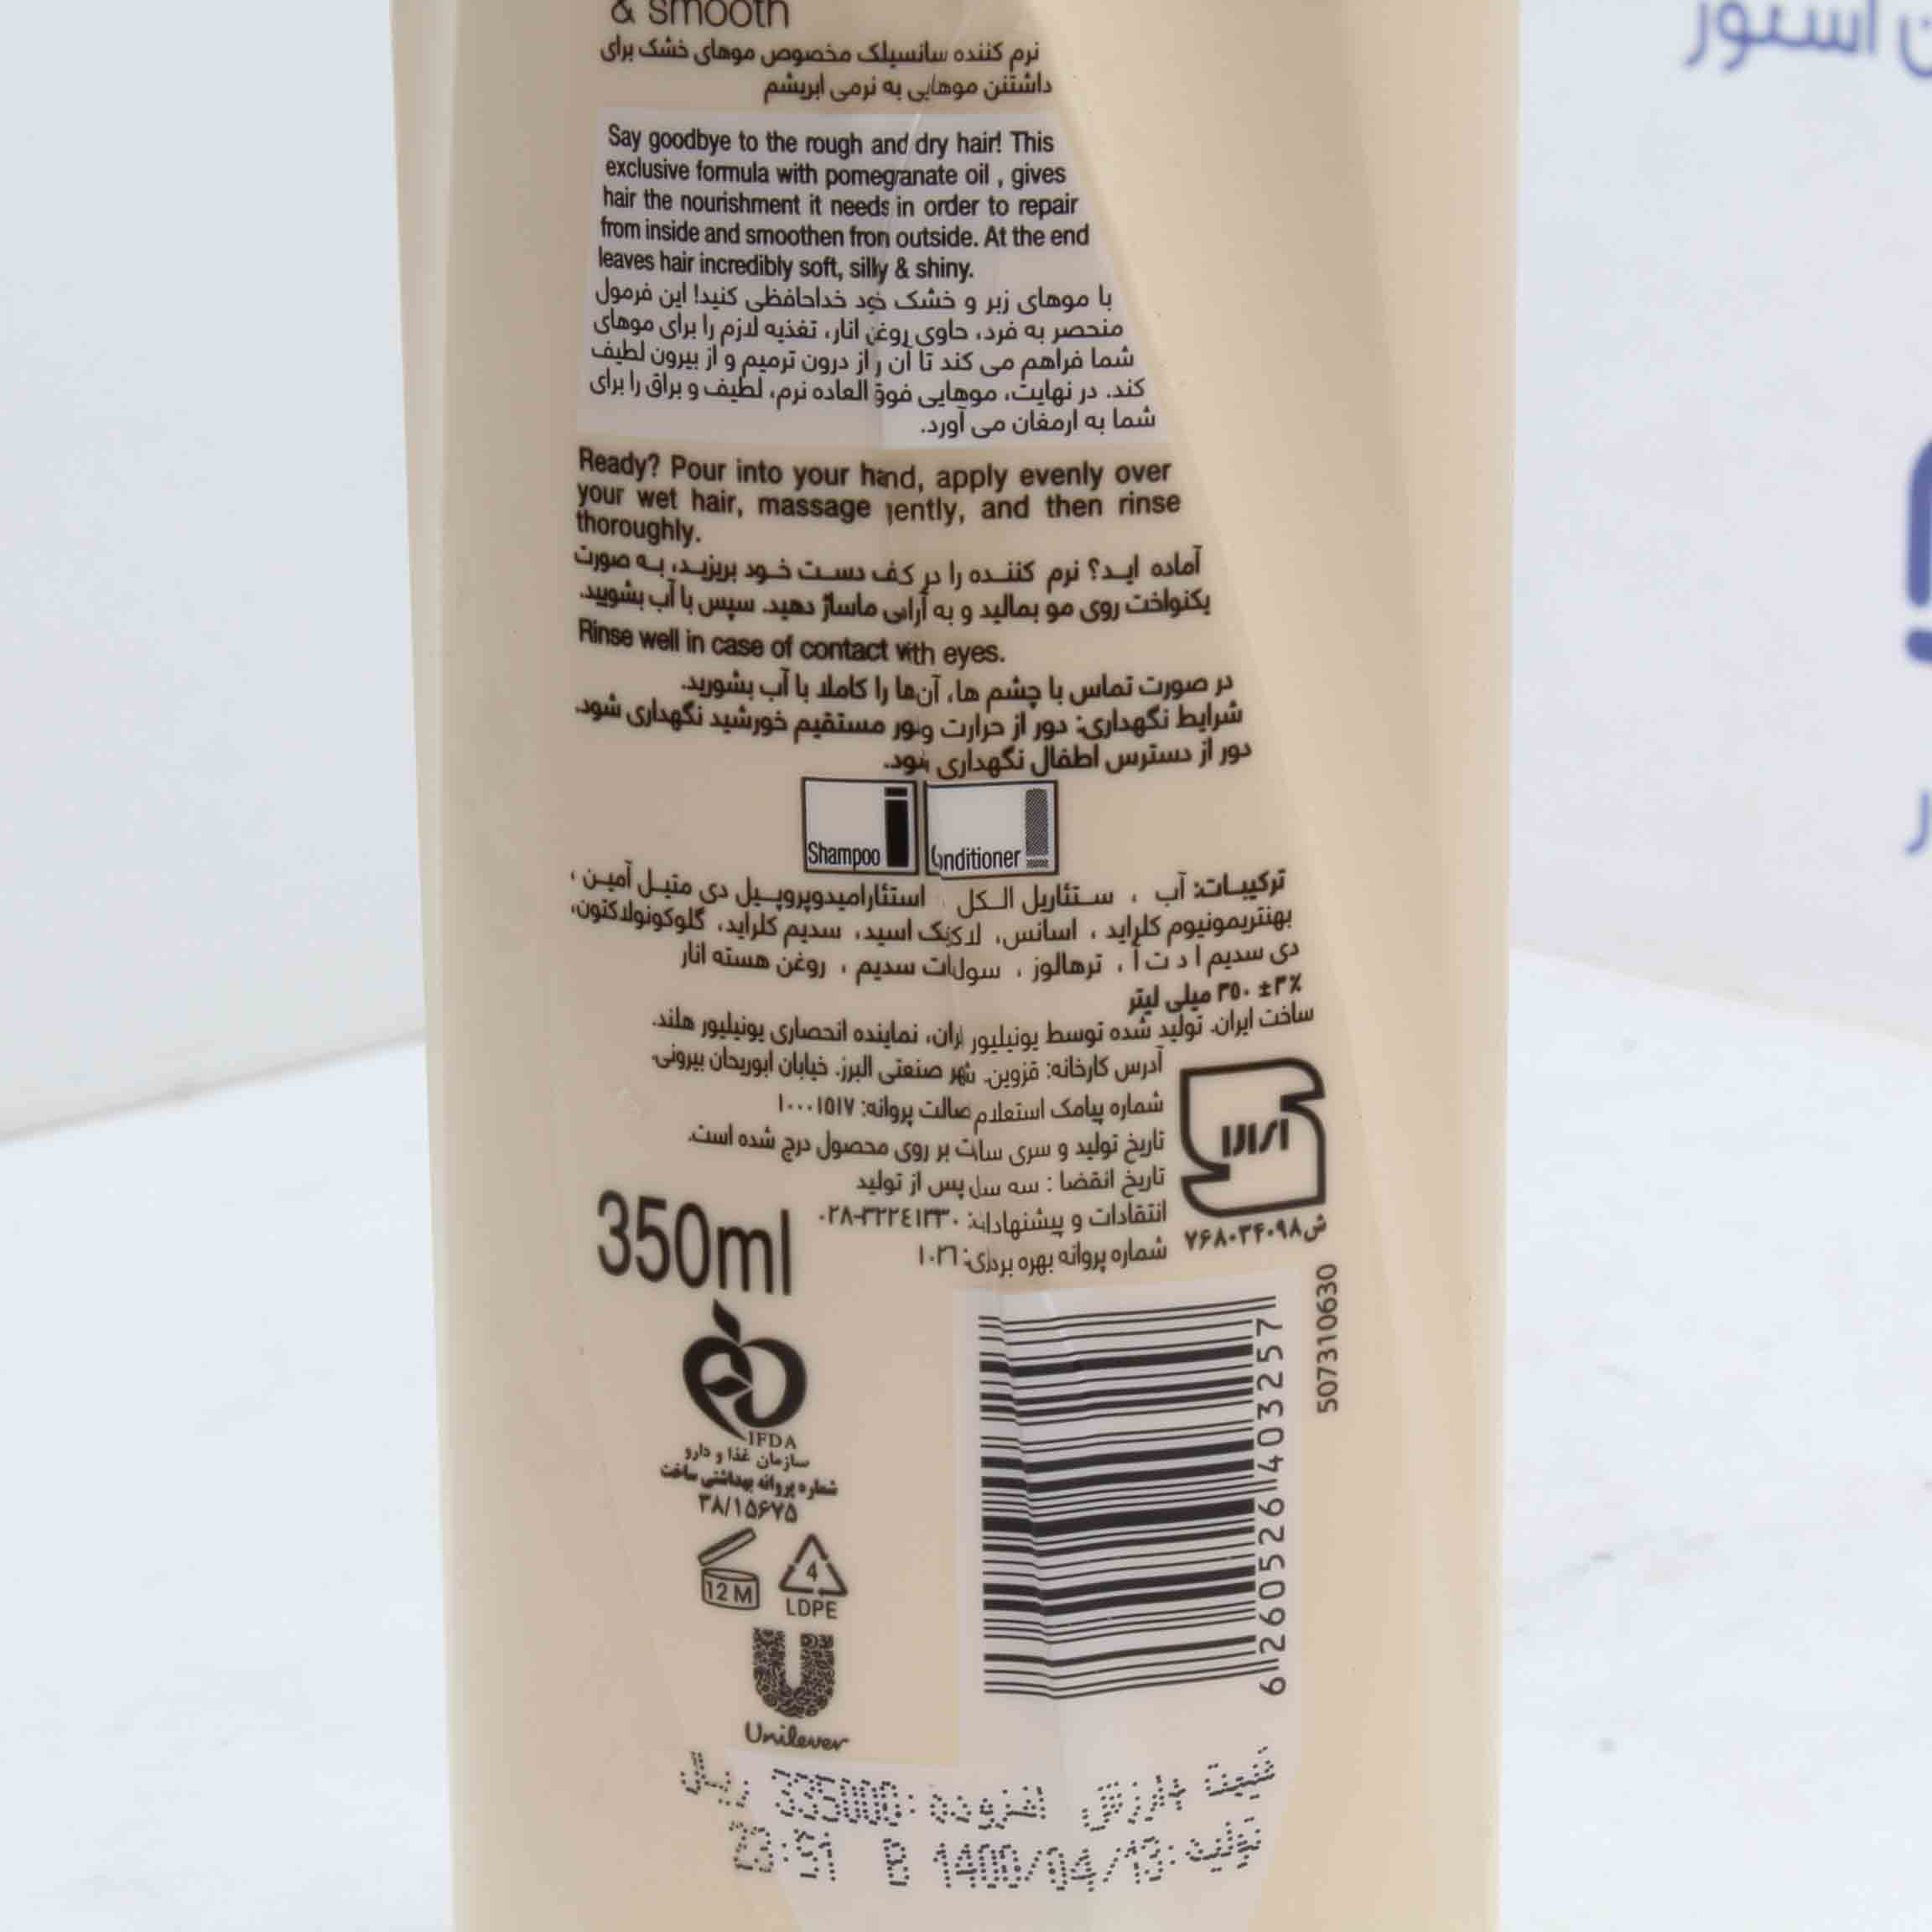 & smooth
نرم کننده سانسیلک مخصوص موهای خشک برای
داشتنن موهایی به نرمی ابریشم
Say goodbye to the rough and dry hair! This
exclusive formula with pomegranate oil , gives
hair the nourishment it needs in order to repair
from inside and smoothen from outside. At the end
leaves hair incredibly soft, silly & shiny.
با موهای زبر و خشک خود خداحافظی کنید! این فرمول
منحصر به فرد، حاوی روغن انار، تغذیه لازم را برای موهای
شما فراهم می کند تا آن را از درون ترمیم و از بیرون لطیف
کند. در نهایت، موهایی فوق العاده نرم، لطیف و براق را برای
شما به ارمغان می آورد.
Ready? Pour into your hand, apply evenly over
your wet hair, massage gently, and then rinse
thoroughly.
آماده اید؟ نرم کننده را در کف دست خود بریزید، به صورت
یکنواخت روی مو بمالید و به آرامی ماساژ دهید. سپس با آب بشویید.
Rinse well in case of contact with eyes.
در صورت تماس با چشم ها، آن‌ها را کاملا با آب بشورید.
شرایط نگهداری: دور از حرارت و نور مستقیم خورشید نگهداری شود.
دور از دسترس اطفال نگهداری شود.
Shampoo Conditioner
ترکیبات: آب ، ستئاریل الکل ، استئارامیدوپروپیل دی متیل آمین ،
بهنتریمونیوم کلراید ، اسانس، لاکتیک اسید، سدیم کلراید، گلوکونولاکتون،
دی سدیم ا د ت آ ، ترهالوز ، سولفات سدیم ، روغن هسته انار
۳۵۰ ±۳٪ میلی لیتر
ساخت ایران. تولید شده توسط یونیلیور ایران، نماینده انحصاری یونیلیور هلند.
آدرس کارخانه: قزوین. شهر صنعتی البرز. خیابان ابوریحان بیرونی.
شماره پیامک استعلام اصالت پروانه: ۱۰۰۰۱۵۱۷
تاریخ تولید و سری ساخت بر روی محصول درج شده است.
تاریخ انقضا : سه سال پس از تولید
انتقادات و پیشنهادات: ۰۲۸-۳۲۲۴۱۲۳۰
شماره پروانه بهره برداری: ۱۰۲۶
ش۷۶۸۰۳۴۰۹۸
350ml
507310630
6 260526 403257
IFDA
سازمان غذا و دارو
شماره پروانه بهداشتی ساخت
۳۸/۱۵۶۷۵
12 M
4
LDPE
Unilever
قیمت باارزش افزوده :335000 ریال
تولید :1400/04/13 B 23:51
ن استور